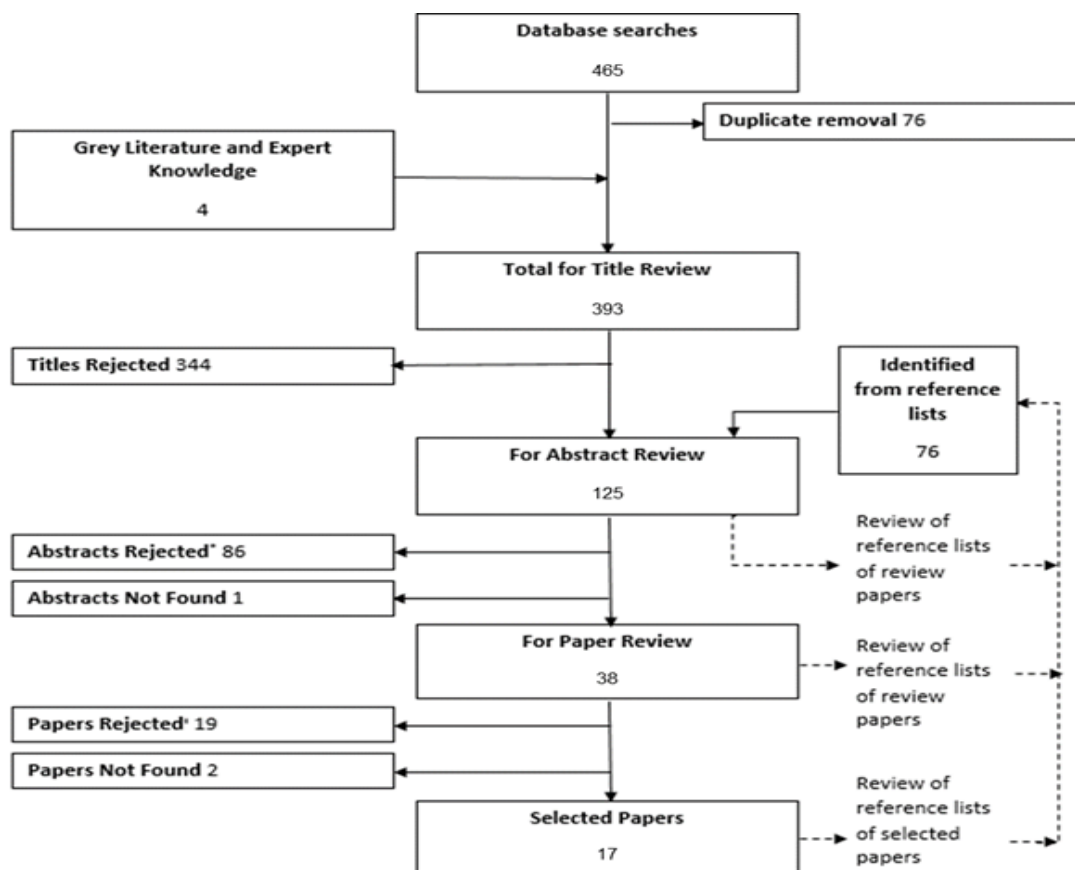 Database searches
465
Duplicate removal 76
Grey Literature and Expert
Knowledge
4
Total for Title Review
393
Titles Rejected 344
Identified
from reference
lists
76
For Abstract Review
125
Review of
reference lists
of review
papers
Abstracts Rejected* 86
Abstracts Not Found 1
For Paper Review
38
Review of
reference lists
of review
papers
Papers Rejected* 19
Papers Not Found 2
Selected Papers
17
Review of
reference lists
of selected
papers